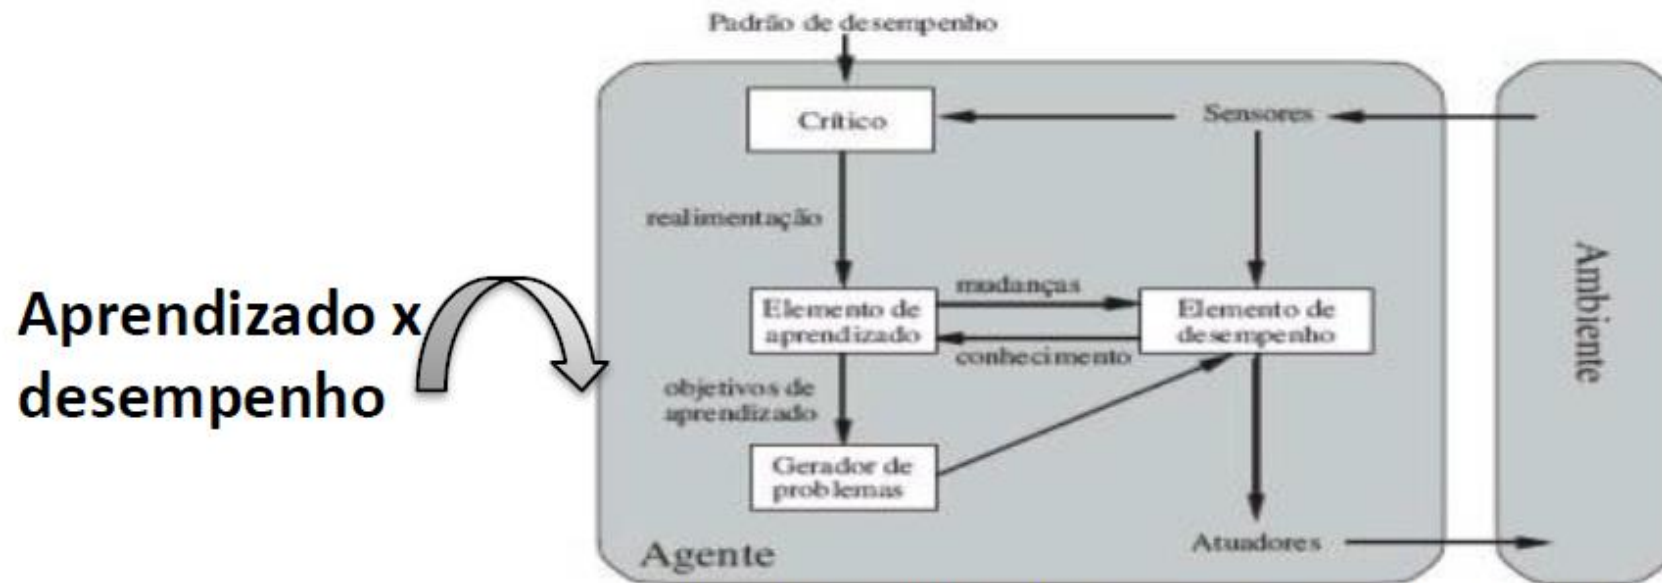 Padrão de desempenho
Crítico
Sensores
realimentação
Aprendizado x
desempenho
mudanças
Elemento de
aprendizado
Elemento de
desempenho
conhecimento
objetivos de
aprendizado
Gerador de
problemas
Agente
Atuadores
Ambiente